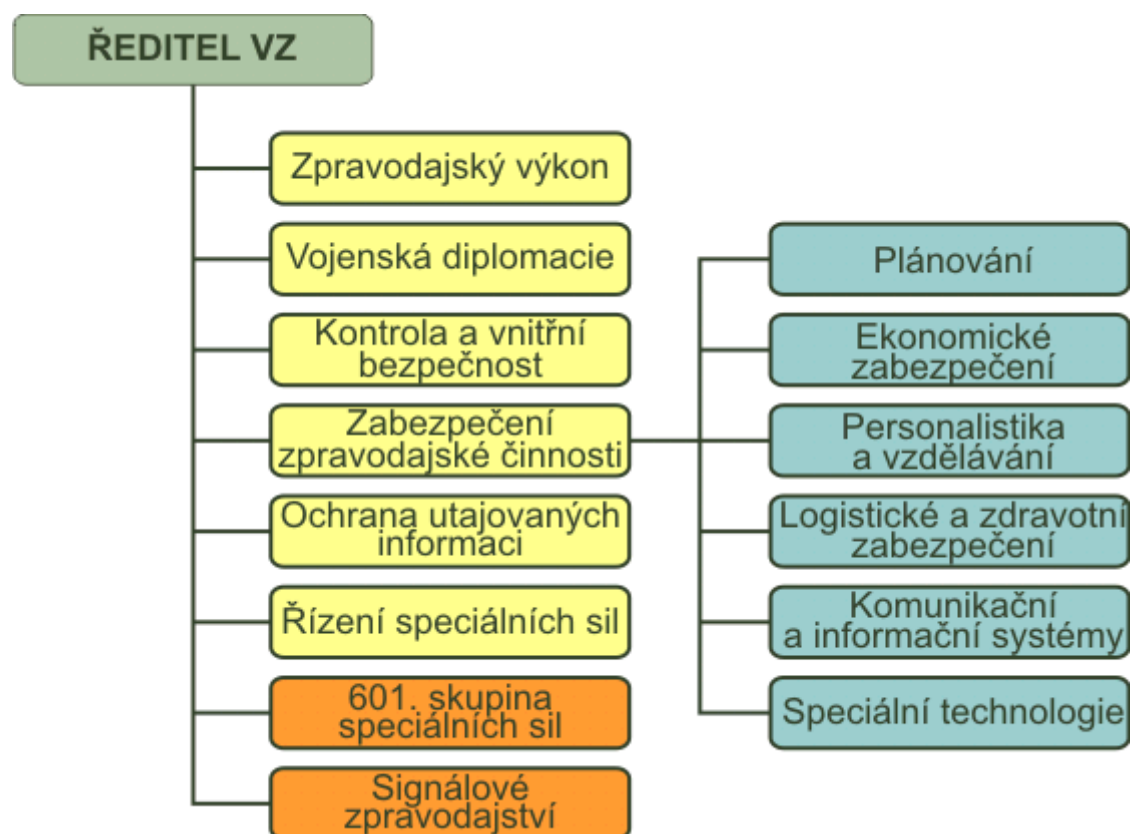 ŘEDITEL VZ
Zpravodajský výkon
Vojenská diplomacie
Kontrola a vnitřní
bezpečnost
Zabezpečení
zpravodajské činnosti
Ochrana utajovaných
informaci
Řízení speciálních sil
601. skupina
speciálních sil
Signálové
zpravodajství
Plánování
Ekonomické
zabezpečení
Personalistika
a vzdělávání
Logistické a zdravotní
zabezpečení
Komunikační
a informační systémy
Speciální technologie